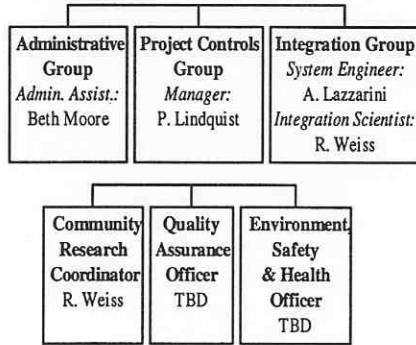 Administrative
Group
Admin. Assist.:
Beth Moore
Project Controls
Group
Manager:
P. Lindquist
Integration Group
System Engineer:
A. Lazzarini
Integration Scientist:
R. Weiss
Community
Research
Coordinator
R. Weiss
Quality
Assurance
Officer
TBD
Environment,
Safety
& Health
Officer
TBD